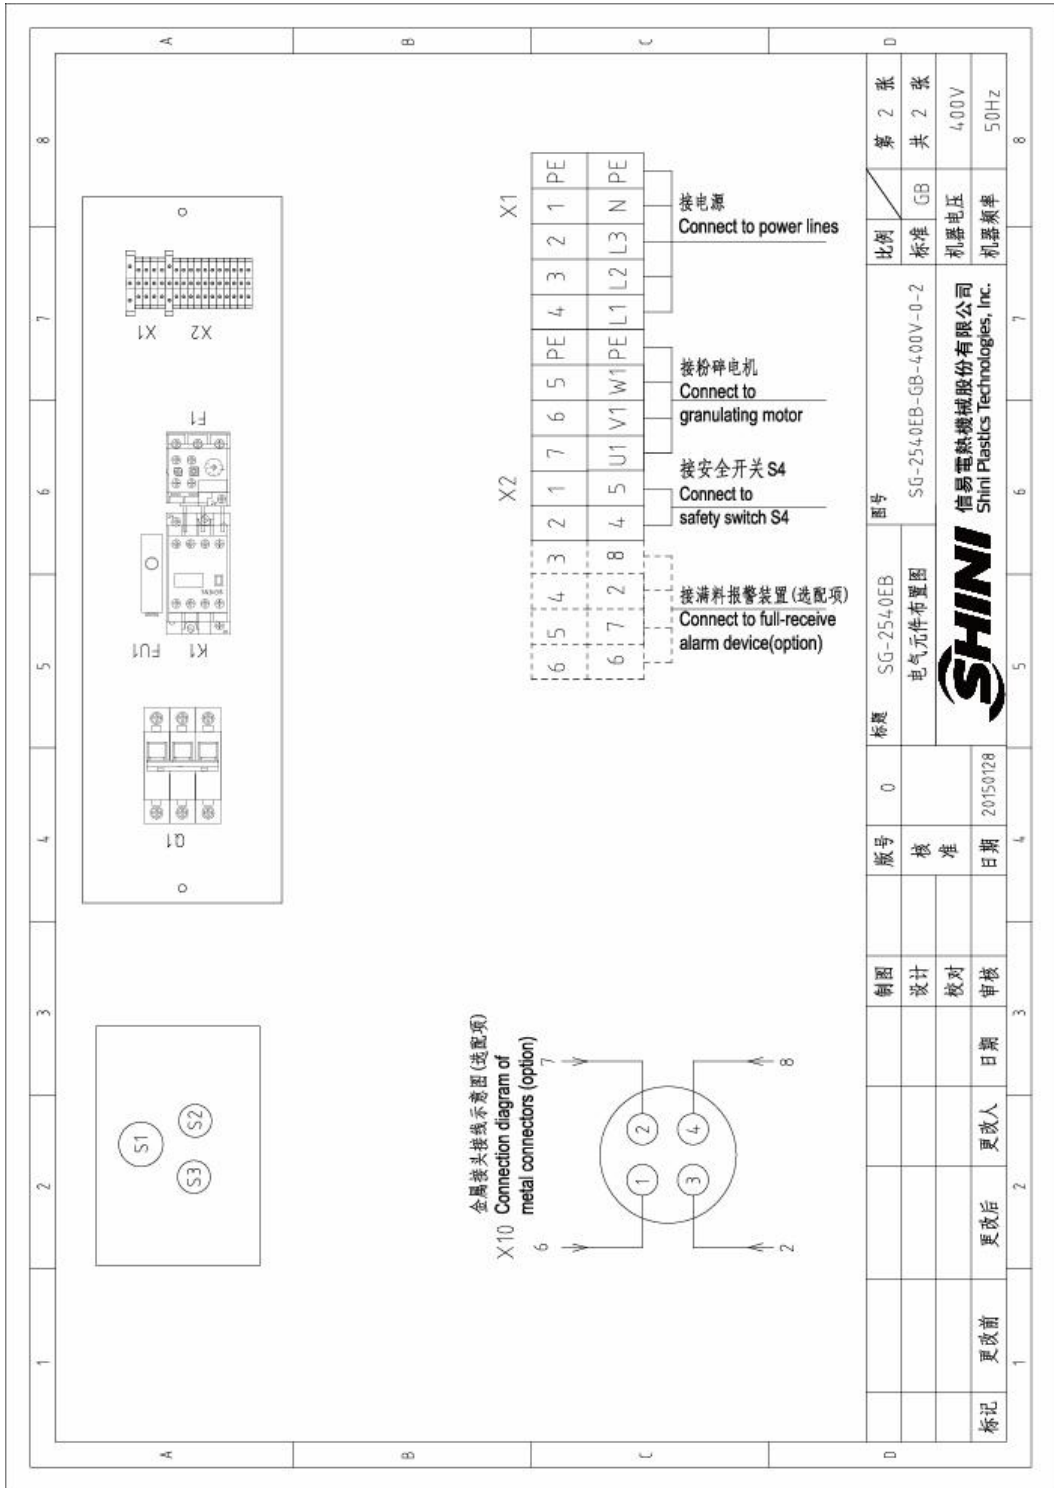 1
2
3
4
5
6
7
8
A
B
C
D
S1
S3
S2
Q1
FU1
K1
F1
X1
X2
金属接头接线示意图(选配项)
X10 Connection diagram of
metal connectors (option)
6
7
1
2
3
4
2
8
X2
X1
6 5 4 3 2 1 7 6 5 PE 4 3 2 1 PE
6 7 2 8 4 5 U1 V1 W1 PE L1 L2 L3 N PE
接满料报警装置(选配项)
Connect to full-receive
alarm device(option)
接安全开关S4
Connect to
safety switch S4
接粉碎电机
Connect to
granulating motor
接电源
Connect to power lines
制图
设计
校对
标记 更改前 更改后 更改人 日期 审核
版号 0
核
准
日期 20150128
标题
SG-2540EB
电气元件布置图
图号
SG-2540EB-GB-400V-0-2
SHINI
信易電熱機械股份有限公司
Shini Plastics Technologies, Inc.
比例 第 2 张
标准 GB 共 2 张
机器电压 400V
机器频率 50Hz
A
B
C
D
1
2
3
4
5
6
7
8